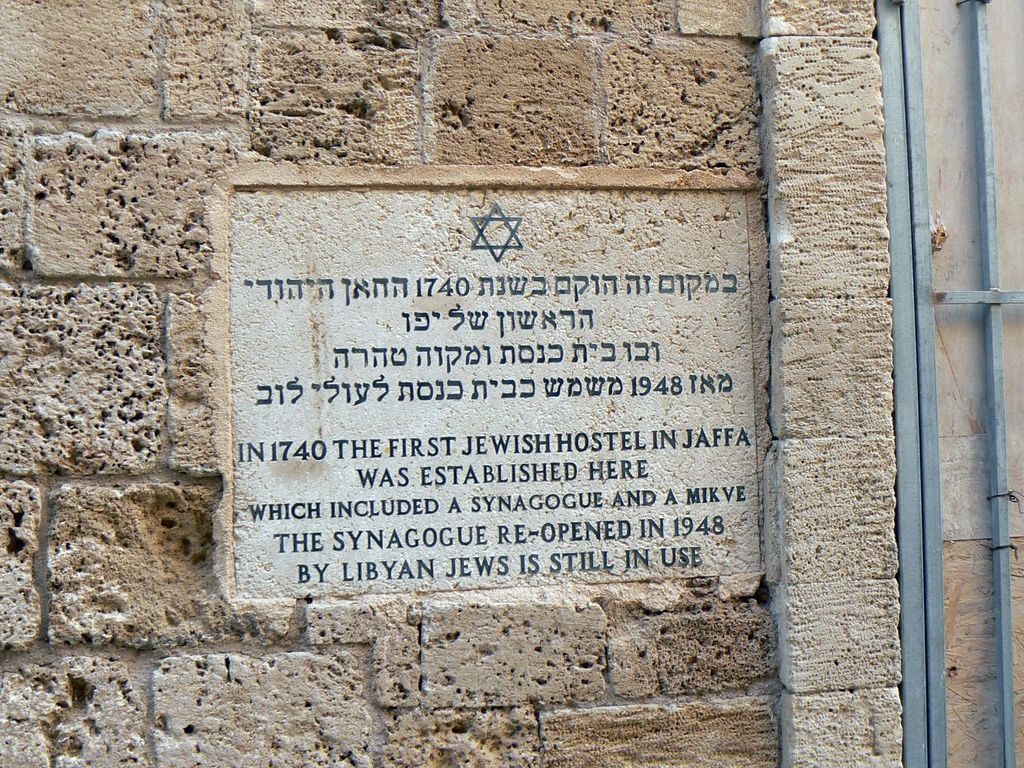 במקום זה הוקם בשנת 1740 החאן היהודי
הראשון של יפו
ובו בית כנסת ומקוה טהרה
מאז 1948 משמש כבית כנסת לעולי לוב
IN 1740 THE FIRST JEWISH HOSTEL IN JAFFA
WAS ESTABLISHED HERE
WHICH INCLUDED A SYNAGOGUE AND A MIKVE
THE SYNAGOGUE RE-OPENED IN 1948
BY LIBYAN JEWS IS STILL IN USE